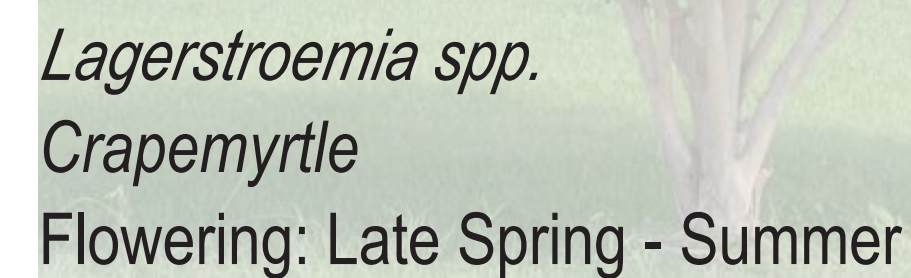 Lagerstroemia spp.
Crapemyrtle
Flowering: Late Spring - Summer